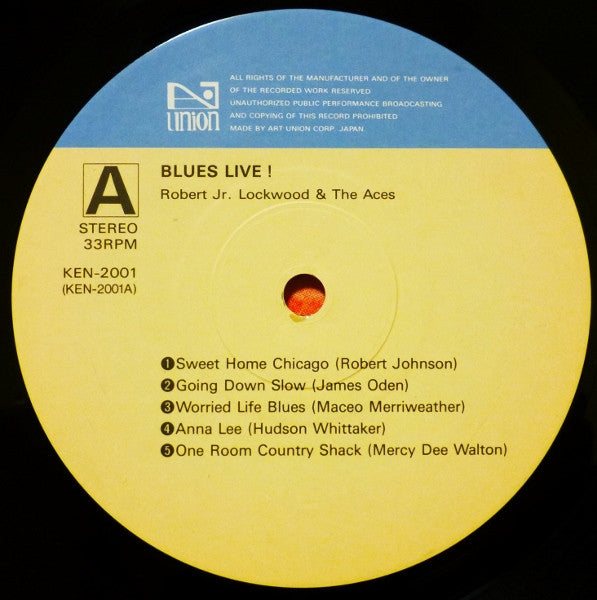 union
ALL RIGHTS OF THE MANUFACTURER AND OF THE OWNER
OF THE RECORDED WORK RESERVED
UNAUTHORIZED PUBLIC PERFORMANCE BROADCASTING
AND COPYING OF THIS RECORD PROHIBITED
MADE BY ART UNION CORP. JAPAN
A
STEREO
33RPM
KEN-2001
(KEN-2001A)
BLUES LIVE !
Robert Jr. Lockwood & The Aces
❶Sweet Home Chicago (Robert Johnson)
❷Going Down Slow (James Oden)
❸Worried Life Blues (Maceo Merriweather)
❹Anna Lee (Hudson Whittaker)
❺One Room Country Shack (Mercy Dee Walton)